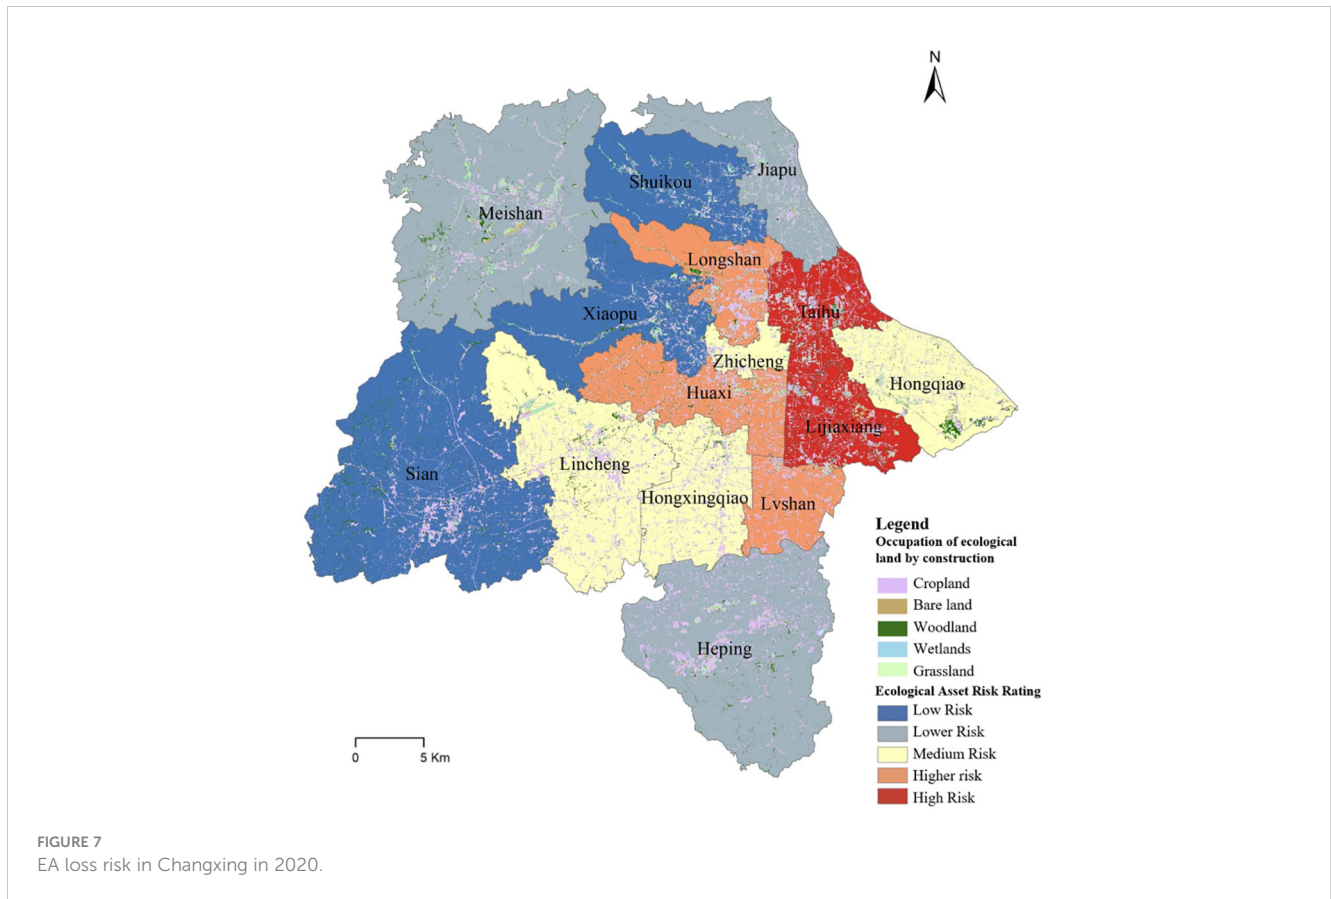 N
Jiapu
Shuikou
Meishan
Longshan
Xiaopu
Taihu
Zhicheng
Hongqiao
Huaxi
Lijiaxiang
Lincheng
Sian
Hongxingqiao
Lvshan
Heping
Legend
Occupation of ecological
land by construction
Cropland
Bare land
Woodland
Wetlands
Grassland
Ecological Asset Risk Rating
Low Risk
Lower Risk
Medium Risk
Higher risk
High Risk
0 5 Km
FIGURE 7
EA loss risk in Changxing in 2020.